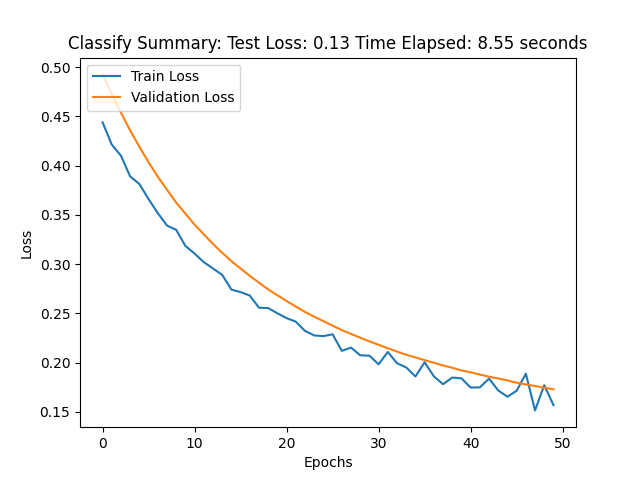 Classify Summary: Test Loss: 0.13 Time Elapsed: 8.55 seconds
Train Loss
Validation Loss
0.50
0.45
0.40
0.35
0.30
0.25
0.20
0.15
Loss
0 10 20 30 40 50
Epochs